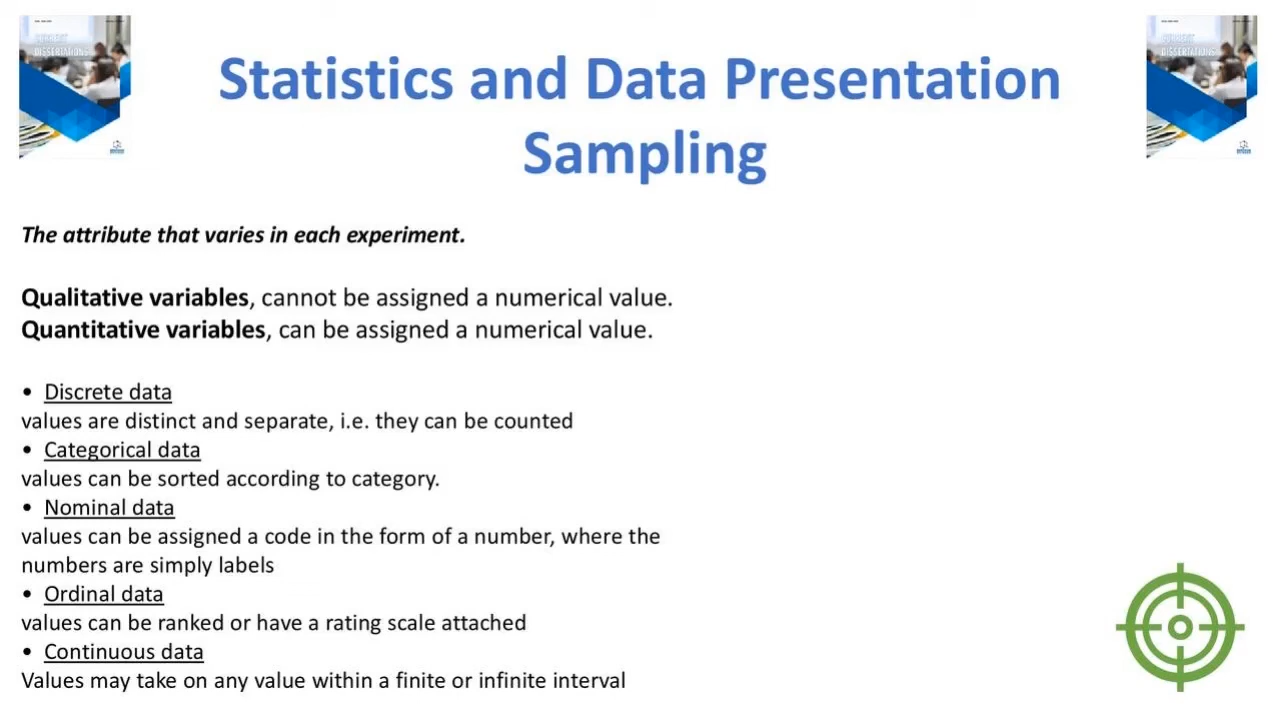 CURRENT
DISSERTATIONS
CURRENT
DISSERTATIONS
Statistics and Data Presentation
Sampling
The attribute that varies in each experiment.
Qualitative variables, cannot be assigned a numerical value.
Quantitative variables, can be assigned a numerical value.
• Discrete data
values are distinct and separate, i.e. they can be counted
• Categorical data
values can be sorted according to category.
• Nominal data
values can be assigned a code in the form of a number, where the
numbers are simply labels
• Ordinal data
values can be ranked or have a rating scale attached
• Continuous data
Values may take on any value within a finite or infinite interval